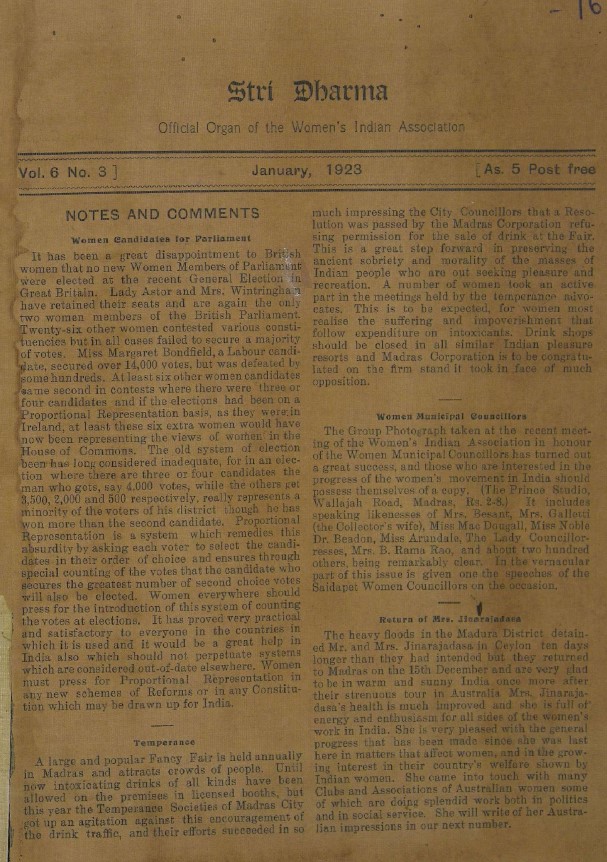 - 16
Stri Dharma
Official Organ of the Women's Indian Association
Vol. 6 No. 3 ]
January, 1923
[ As. 5 Post free
NOTES AND COMMENTS
Women Candidates for Parliament
It has been a great disappointment to British
women that no new Women Members of Parliament
were elected at the recent General Election in
Great Britain. Lady Astor and Mrs. Wintringham
have retained their seats and are again the only
two women members of the British Parliament.
Twenty-six other women contested various consti-
tuencies but in all cases failed to secure a majority
of votes. Miss Margaret Bondfield, a Labour candi-
date, secured over 14,000 votes, but was defeated by
some hundreds. At least six other women candidates
came second in contests where there were three or
four candidates and if the elections had been on a
Proportional Representation basis, as they were in
Ireland, at least these six extra women would have
now been representing the views of women in the
House of Commons. The old system of election
has long considered inadequate, for in an elec-
tion where there are three or four candidates the
man who gets, say 4,000 votes, while the others get
3,500, 2,000 and 500 respectively, really represents a
minority of the voters of his district though he has
won more than the second candidate. Proportional
Representation is a system which remedies this
absurdity by asking each voter to select the candi-
dates in their order of choice and ensures through
special counting of the votes that the candidate who
secures the greatest number of second choice votes
will also be elected. Women everywhere should
press for the introduction of this system of counting
the votes at elections. It has proved very practical
and satisfactory to everyone in the countries in
which it is used and it would be a great help in
India also which should not perpetuate systems
which are considered out-of-date elsewhere. Women
must press for Proportional Representation in
any new schemes of Reforms or in any Constitu-
tion which may be drawn up for India.
Temperance
A large and popular Fancy Fair is held annually
in Madras and attracts crowds of people. Until
now intoxicating drinks of all kinds have been
allowed on the premises in licensed booths, but
this year the Temperance Societies of Madras City
got up an agitation against this encouragement of
the drink traffic, and their efforts succeeded in so
much impressing the City Councillors that a Reso-
lution was passed by the Madras Corporation refu-
sing permission for the sale of drink at the Fair.
This is a great step forward in preserving the
ancient sobriety and morality of the masses of
Indian people who are out seeking pleasure and
recreation. A number of women took an active
part in the meetings held by the temperance advo-
cates. This is to be expected, for women most
realise the suffering and impoverishment that
follow expenditure on intoxicants. Drink shops
should be closed in all similar Indian pleasure
resorts and Madras Corporation is to be congratu-
lated on the firm stand it took in face of much
opposition.
Women Municipal Councillors
The Group Photograph taken at the recent meet-
ing of the Women's Indian Association in honour
of the Women Municipal Councillors has turned out
a great success, and those who are interested in the
progress of the women's movement in India should
possess themselves of a copy. (The Prince Studio,
Wallajah Road, Madras, Rs. 2-8.) It includes
speaking likenesses of Mrs. Besant, Mrs. Galletti
(the Collector's wife), Miss Mac Dougall, Miss Noble
Dr. Beadon, Miss Arundale, The Lady Councillor-
resses, Mrs. B. Rama Rao, and about two hundred
others, being remarkably clear. In the vernacular
part of this issue is given one the speeches of the
Saidapet Women Councillors on the occasion.
Return of Mrs. Jinarajadasa
The heavy floods in the Madura District detain-
ed Mr. and Mrs. Jinarajadasa in Ceylon ten days
longer than they had intended but they returned
to Madras on the 15th December and are very glad
to be in warm and sunny India once more after
their strenuous tour in Australia Mrs. Jinaraja-
dasa's health is much improved and she is full of
energy and enthusiasm for all sides of the women's
work in India. She is very pleased with the general
progress that has been made since she was last
here in matters that affect women, and in the grow-
ing interest in their country's welfare shown by
Indian women. She came into touch with many
Clubs and Associations of Australian women some
of which are doing splendid work both in politics
and in social service. She will write of her Austra-
lian impressions in our next number.